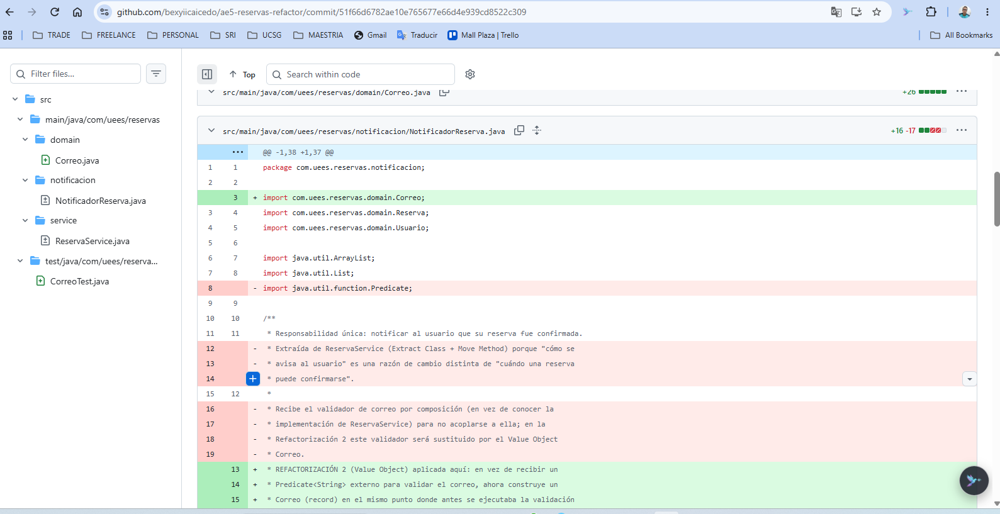 github.com/bexyiicaicedo/ae5-reservas-refactor/commit/51f66d6782ae10e765677e66d4e939cd8522c309
TRADE FREELANCE PERSONAL SRI UCSG MAESTRIA Gmail Traducir Mall Plaza | Trello All Bookmarks
Filter files...
src
main/java/com/uees/reservas
domain
Correo.java
notificacion
NotificadorReserva.java
service
ReservaService.java
test/java/com/uees/reserva...
CorreoTest.java
Top
Search within code
src/main/java/com/uees/reservas/domain/Correo.java +26
src/main/java/com/uees/reservas/notificacion/NotificadorReserva.java +16 -17
@@ -1,38 +1,37 @@
1 1 package com.uees.reservas.notificacion;
2 2
3 + import com.uees.reservas.domain.Correo;
3 4 import com.uees.reservas.domain.Reserva;
4 5 import com.uees.reservas.domain.Usuario;
5 6
6 7 import java.util.ArrayList;
7 8 import java.util.List;
8 - import java.util.function.Predicate;
9 9
10 10 /**
11 11 * Responsabilidad única: notificar al usuario que su reserva fue confirmada.
12 - * Extraída de ReservaService (Extract Class + Move Method) porque "cómo se
13 - * avisa al usuario" es una razón de cambio distinta de "cuándo una reserva
14 * puede confirmarse".
15 12 *
16 - * Recibe el validador de correo por composición (en vez de conocer la
17 - * implementación de ReservaService) para no acoplarse a ella; en la
18 - * Refactorización 2 este validador será sustituido por el Value Object
19 - * Correo.
13 + * REFACTORIZACIÓN 2 (Value Object) aplicada aquí: en vez de recibir un
14 + * Predicate<String> externo para validar el correo, ahora construye un
15 + * Correo (record) en el mismo punto donde antes se ejecutaba la validación